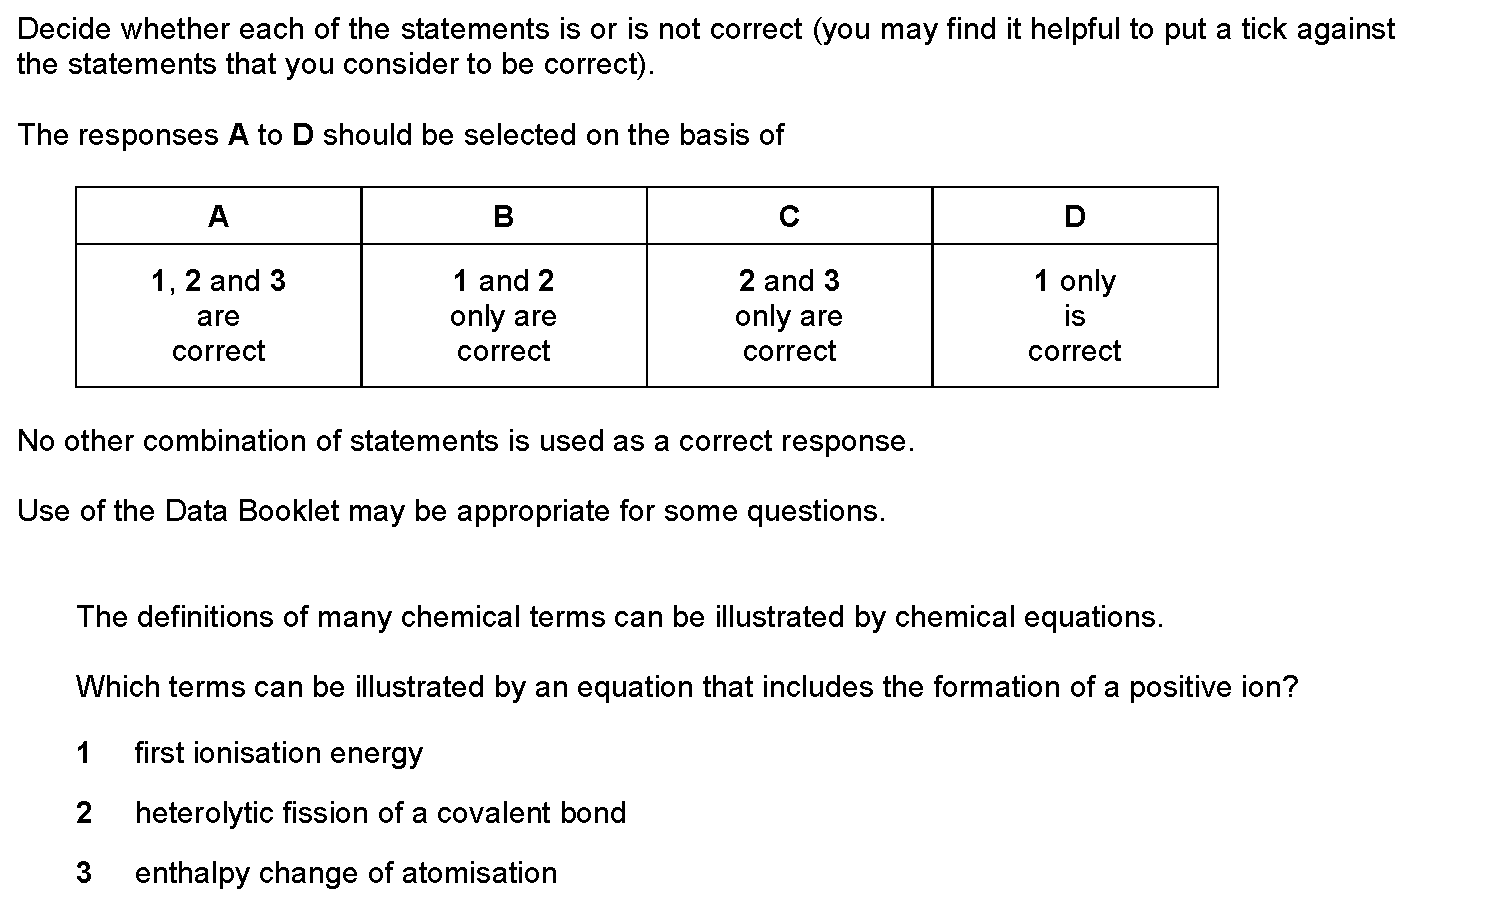 Decide whether each of the statements is or is not correct (you may find it helpful to put a tick against
the statements that you consider to be correct).
The responses A to D should be selected on the basis of
A B C D
1, 2 and 3 1 and 2 2 and 3 1 only
are only are only are is
correct correct correct correct
No other combination of statements is used as a correct response.
Use of the Data Booklet may be appropriate for some questions.
The definitions of many chemical terms can be illustrated by chemical equations.
Which terms can be illustrated by an equation that includes the formation of a positive ion?
1 first ionisation energy
2 heterolytic fission of a covalent bond
3 enthalpy change of atomisation